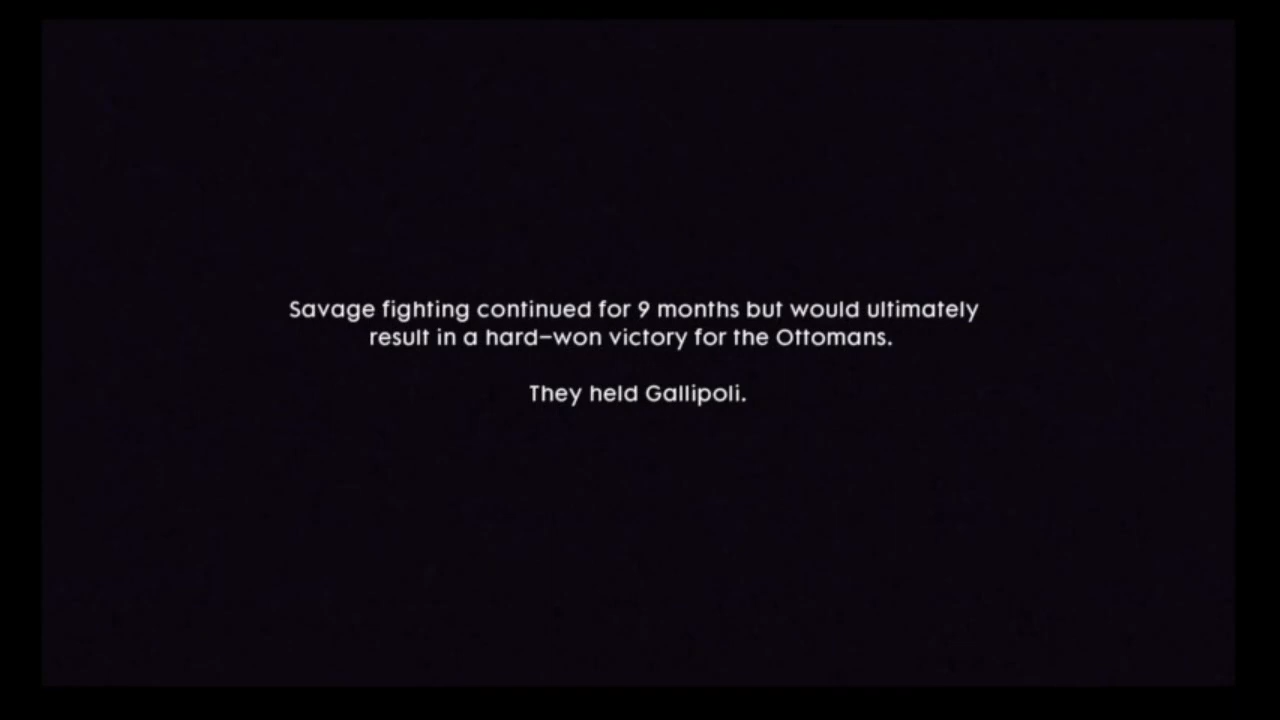 Savage fighting continued for 9 months but would ultimately
result in a hard-won victory for the Ottomans.
They held Gallipoli.